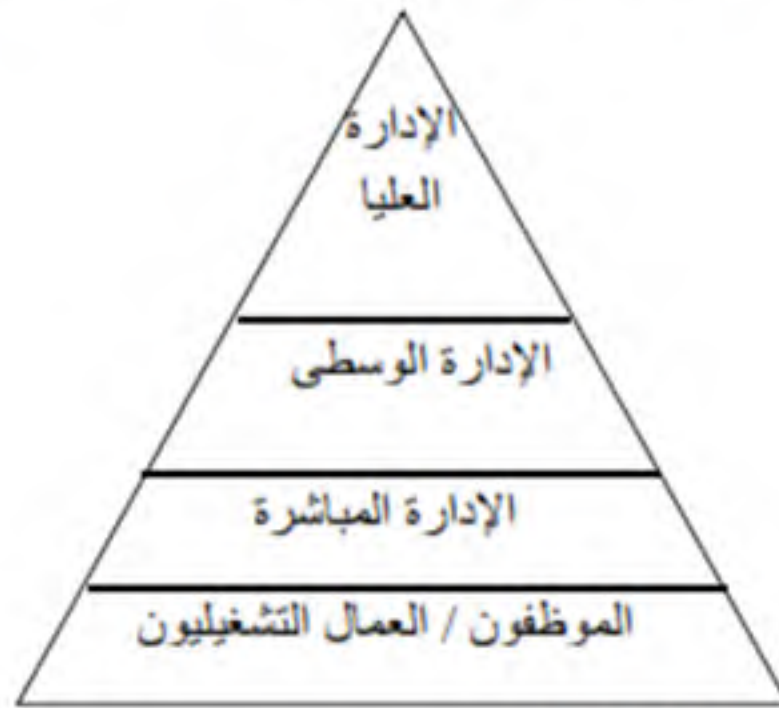 الإدارة
العليا
الإدارة الوسطى
الإدارة المباشرة
الموظفون / العمال التشغيليون